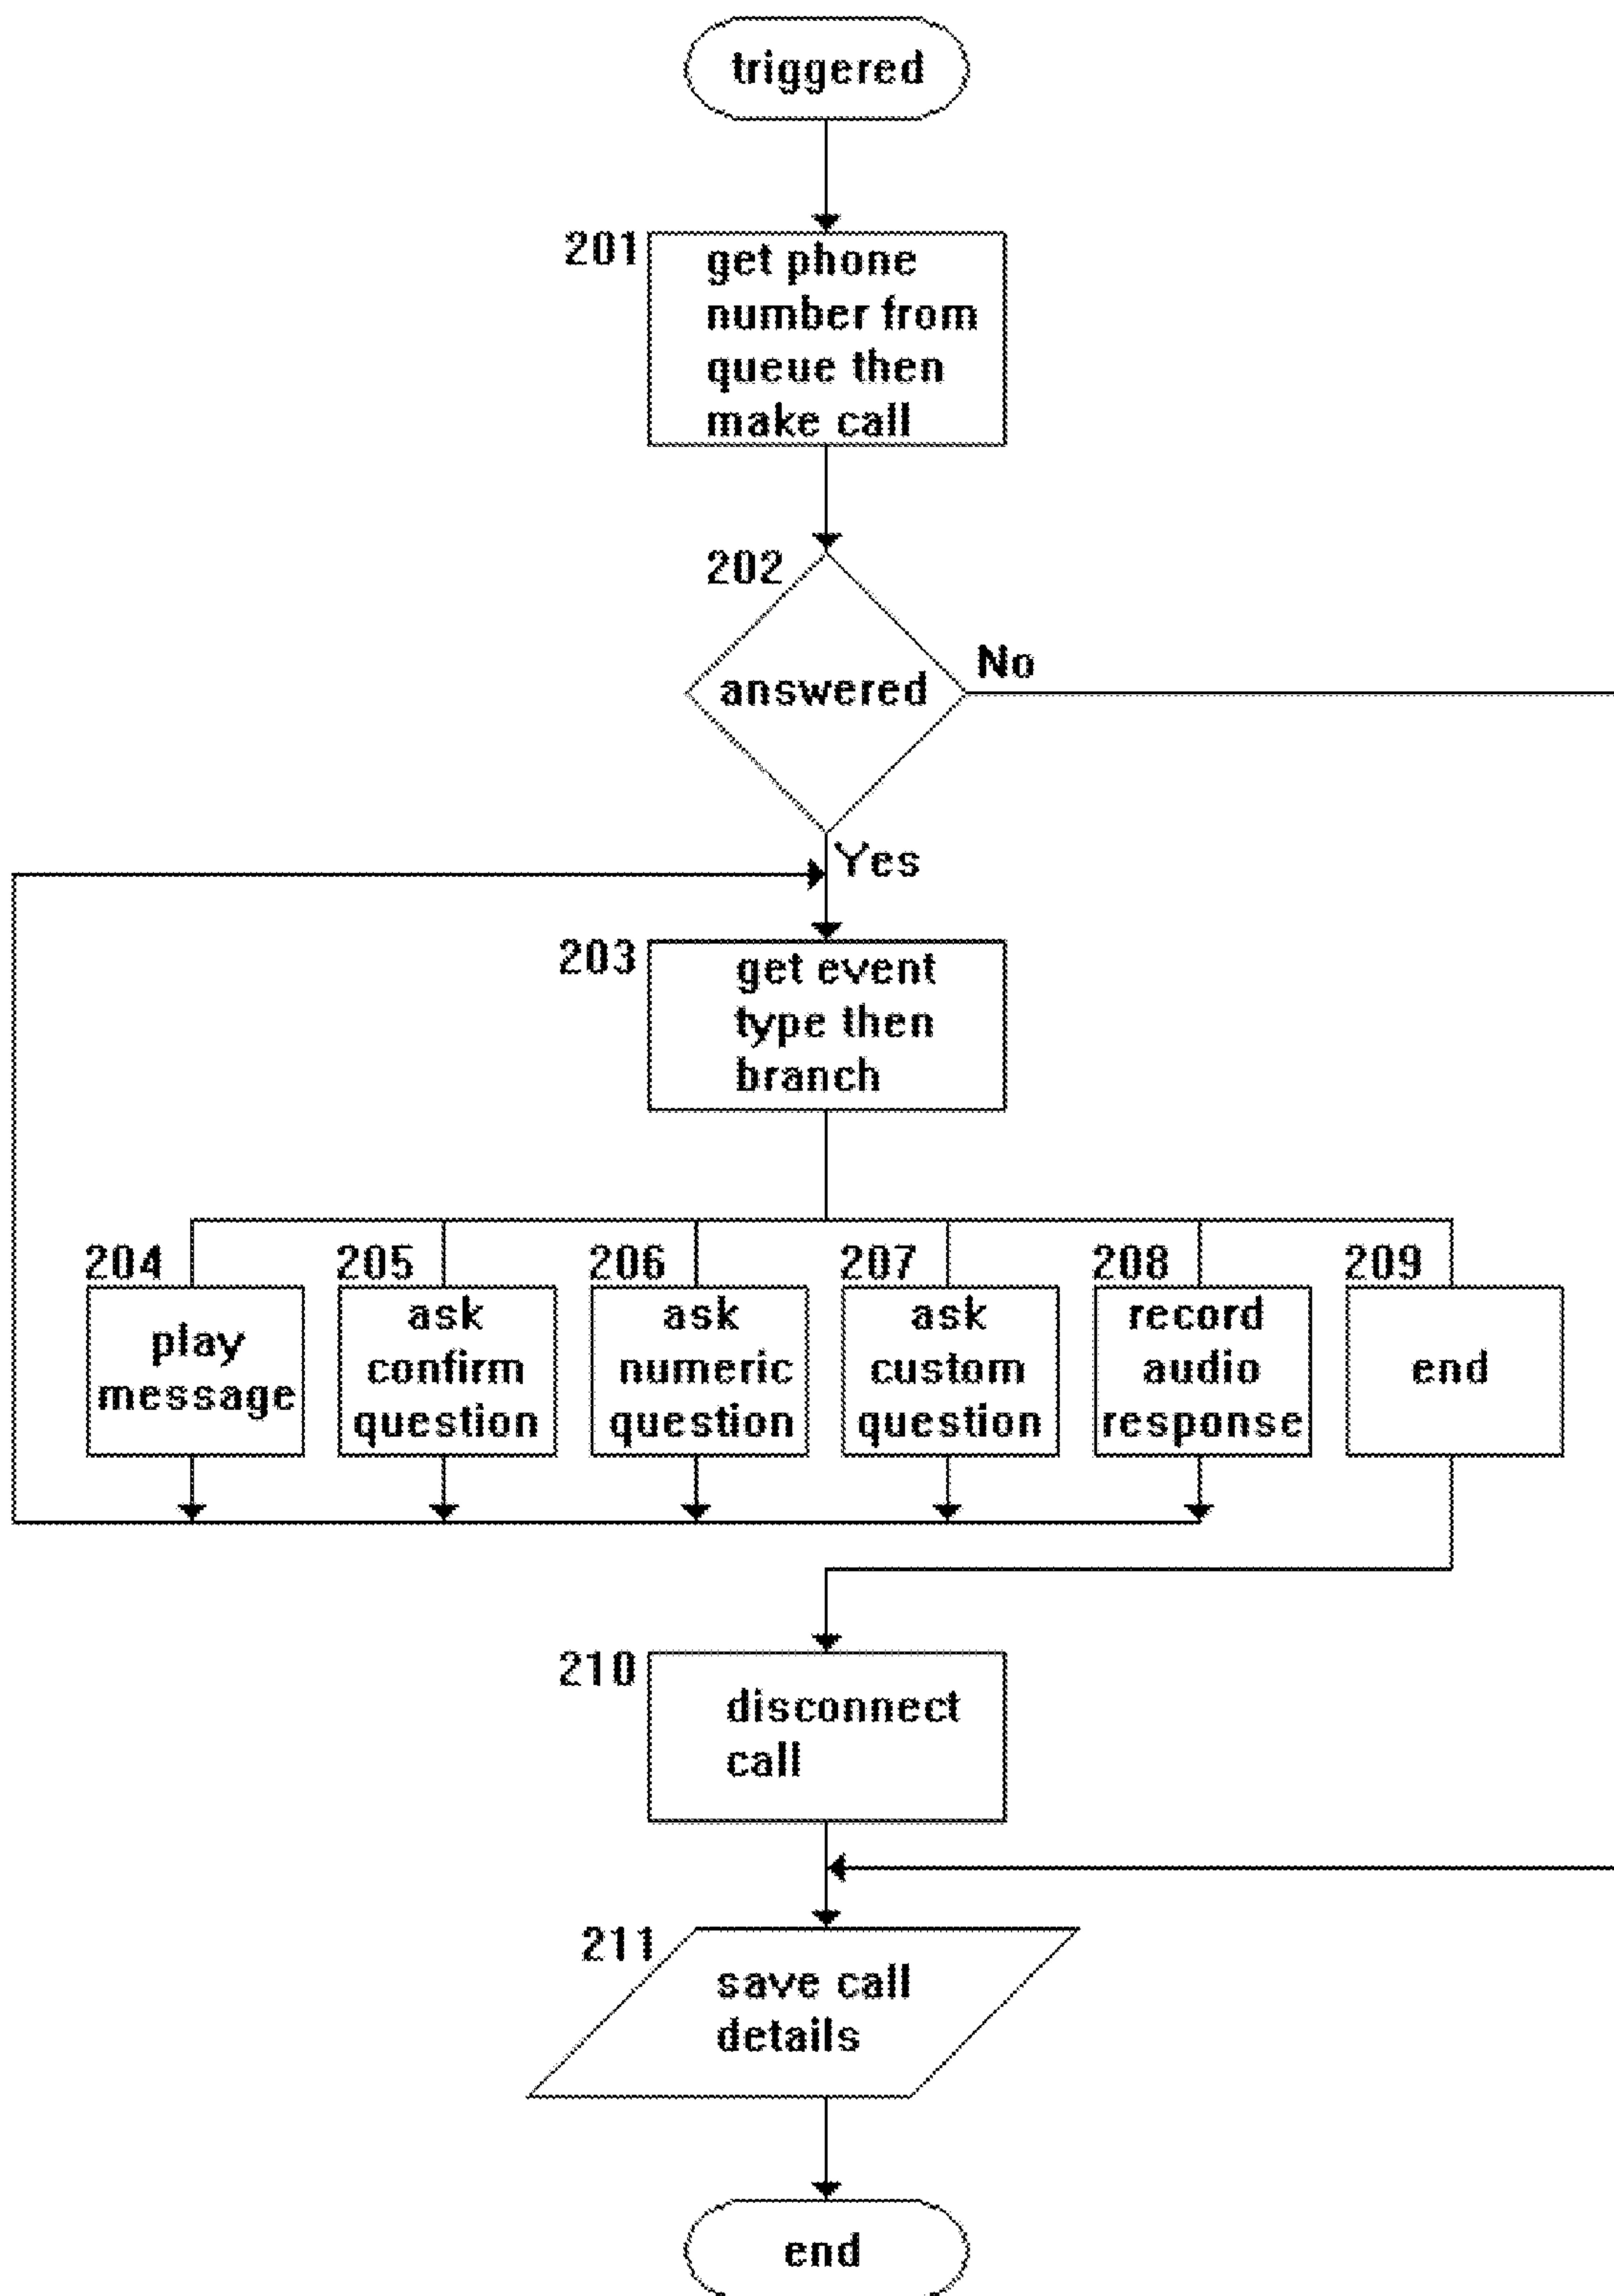 triggered
201
get phone
number from
queue then
make call
202
answered
No
Yes
203
get event
type then
branch
204
play
message
205
ask
confirm
question
206
ask
numeric
question
207
ask
custom
question
208
record
audio
response
209
end
210
disconnect
call
211
save call
details
end